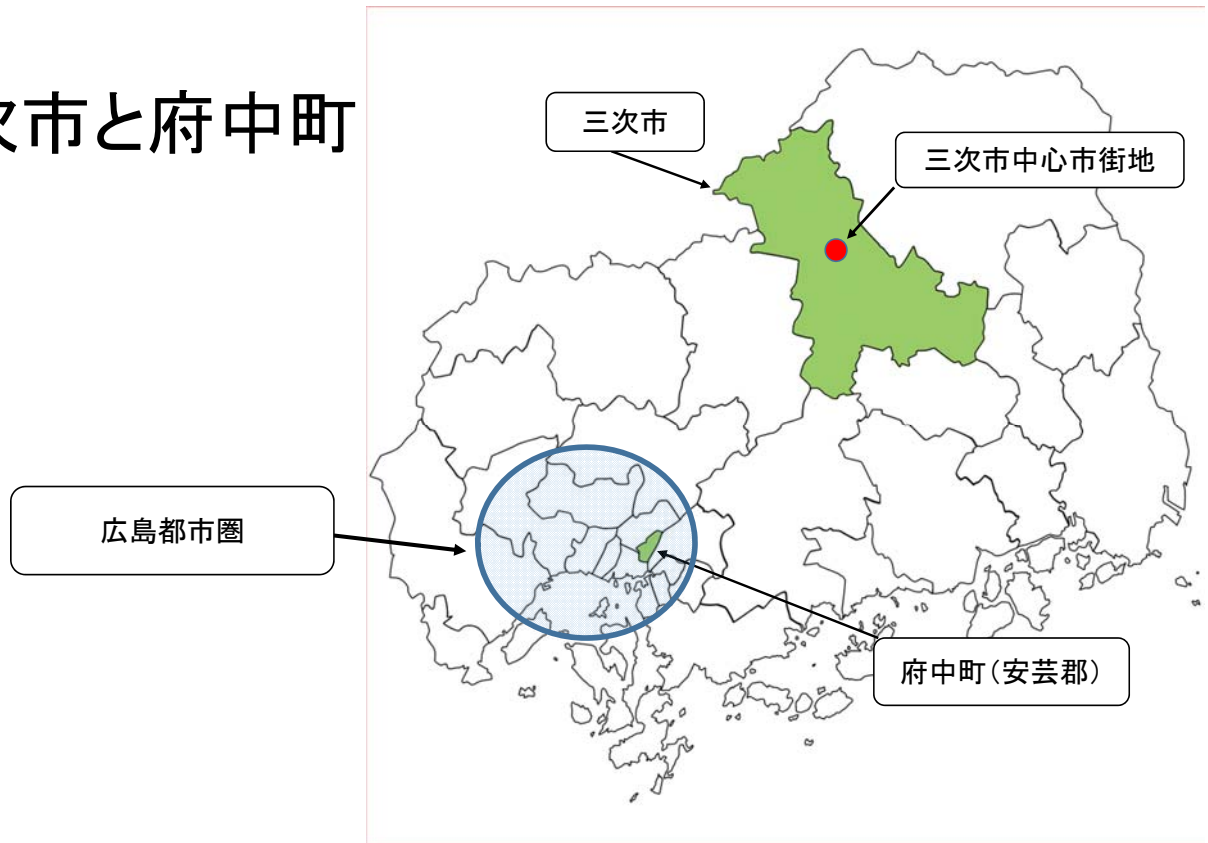 次市と府中町
三次市
三次市中心市街地
広島都市圏
府中町(安芸郡)